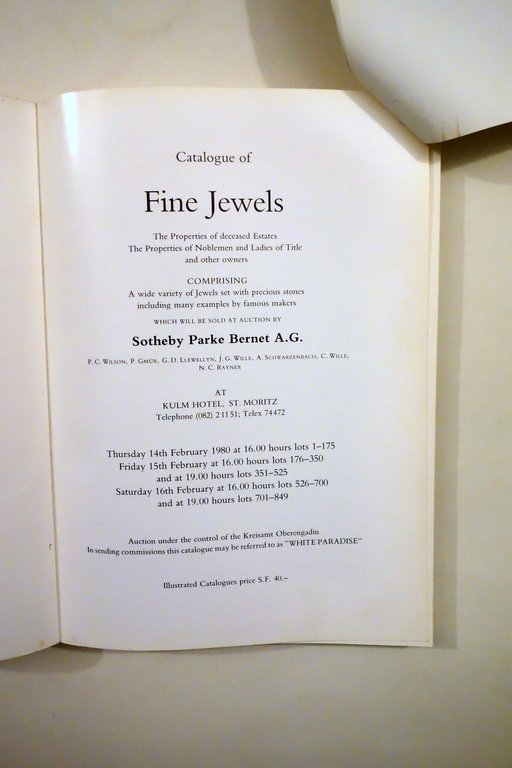 Catalogue of
Fine Jewels
The Properties of deceased Estates
The Properties of Noblemen and Ladies of Title
and other owners
COMPRISING
A wide variety of Jewels set with precious stones
including many examples by famous makers
WHICH WILL BE SOLD AT AUCTION BY
Sotheby Parke Bernet A.G.
P. C. Wilson, P. Gmür, G. D. Llewellyn, J. G. Wille, A. Schwarzenbach, C. Wille,
N. C. Rayner
AT
KULM HOTEL, ST. MORITZ
Telephone (082) 2 11 51; Telex 74472
Thursday 14th February 1980 at 16.00 hours lots 1–175
Friday 15th February at 16.00 hours lots 176–350
and at 19.00 hours lots 351–525
Saturday 16th February at 16.00 hours lots 526–700
and at 19.00 hours lots 701–849
Auction under the control of the Kreisamt Oberengadin
In sending commissions this catalogue may be referred to as "WHITE PARADISE"
Illustrated Catalogues price S.F. 40.–